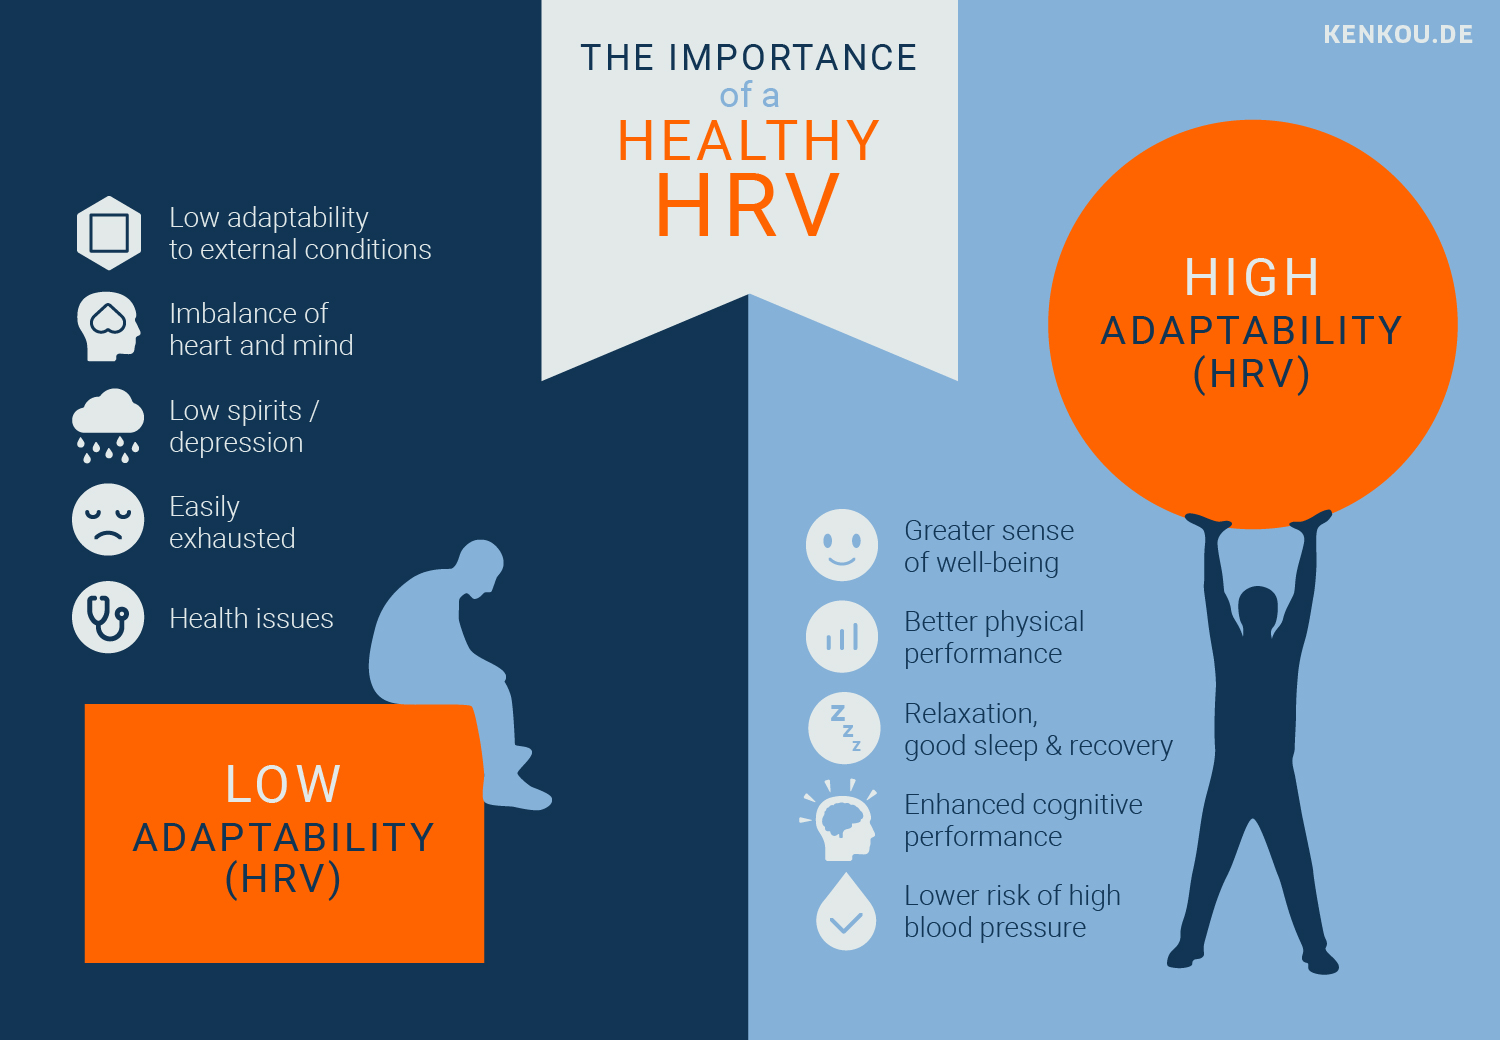 KENKOU.DE
THE IMPORTANCE
of a
HEALTHY
HRV
Low adaptability
to external conditions
Imbalance of
heart and mind
Low spirits /
depression
Easily
exhausted
Health issues
LOW
ADAPTABILITY
(HRV)
HIGH
ADAPTABILITY
(HRV)
Greater sense
of well-being
Better physical
performance
z
z
z
Relaxation,
good sleep & recovery
Enhanced cognitive
performance
Lower risk of high
blood pressure